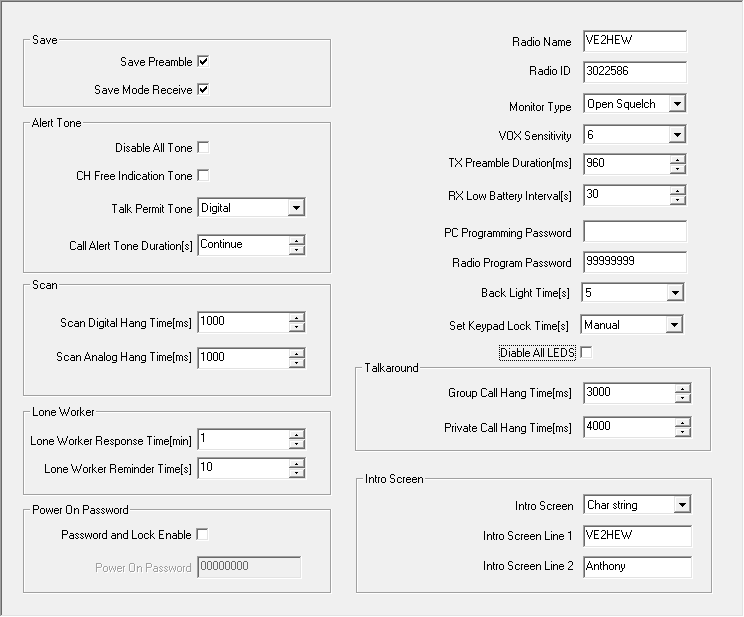 Save
Save Preamble
Save Mode Receive
Alert Tone
Disable All Tone
CH Free Indication Tone
Talk Permit Tone Digital
Call Alert Tone Duration[s] Continue
Scan
Scan Digital Hang Time[ms] 1000
Scan Analog Hang Time[ms] 1000
Lone Worker
Lone Worker Response Time[min] 1
Lone Worker Reminder Time[s] 10
Power On Password
Password and Lock Enable
Power On Password 00000000
Radio Name VE2HEW
Radio ID 3022586
Monitor Type Open Squelch
VOX Sensitivity 6
TX Preamble Duration[ms] 960
RX Low Battery Interval[s] 30
PC Programming Password
Radio Program Password 99999999
Back Light Time[s] 5
Set Keypad Lock Time[s] Manual
Diable All LEDS
Talkaround
Group Call Hang Time[ms] 3000
Private Call Hang Time[ms] 4000
Intro Screen
Intro Screen Char string
Intro Screen Line 1 VE2HEW
Intro Screen Line 2 Anthony